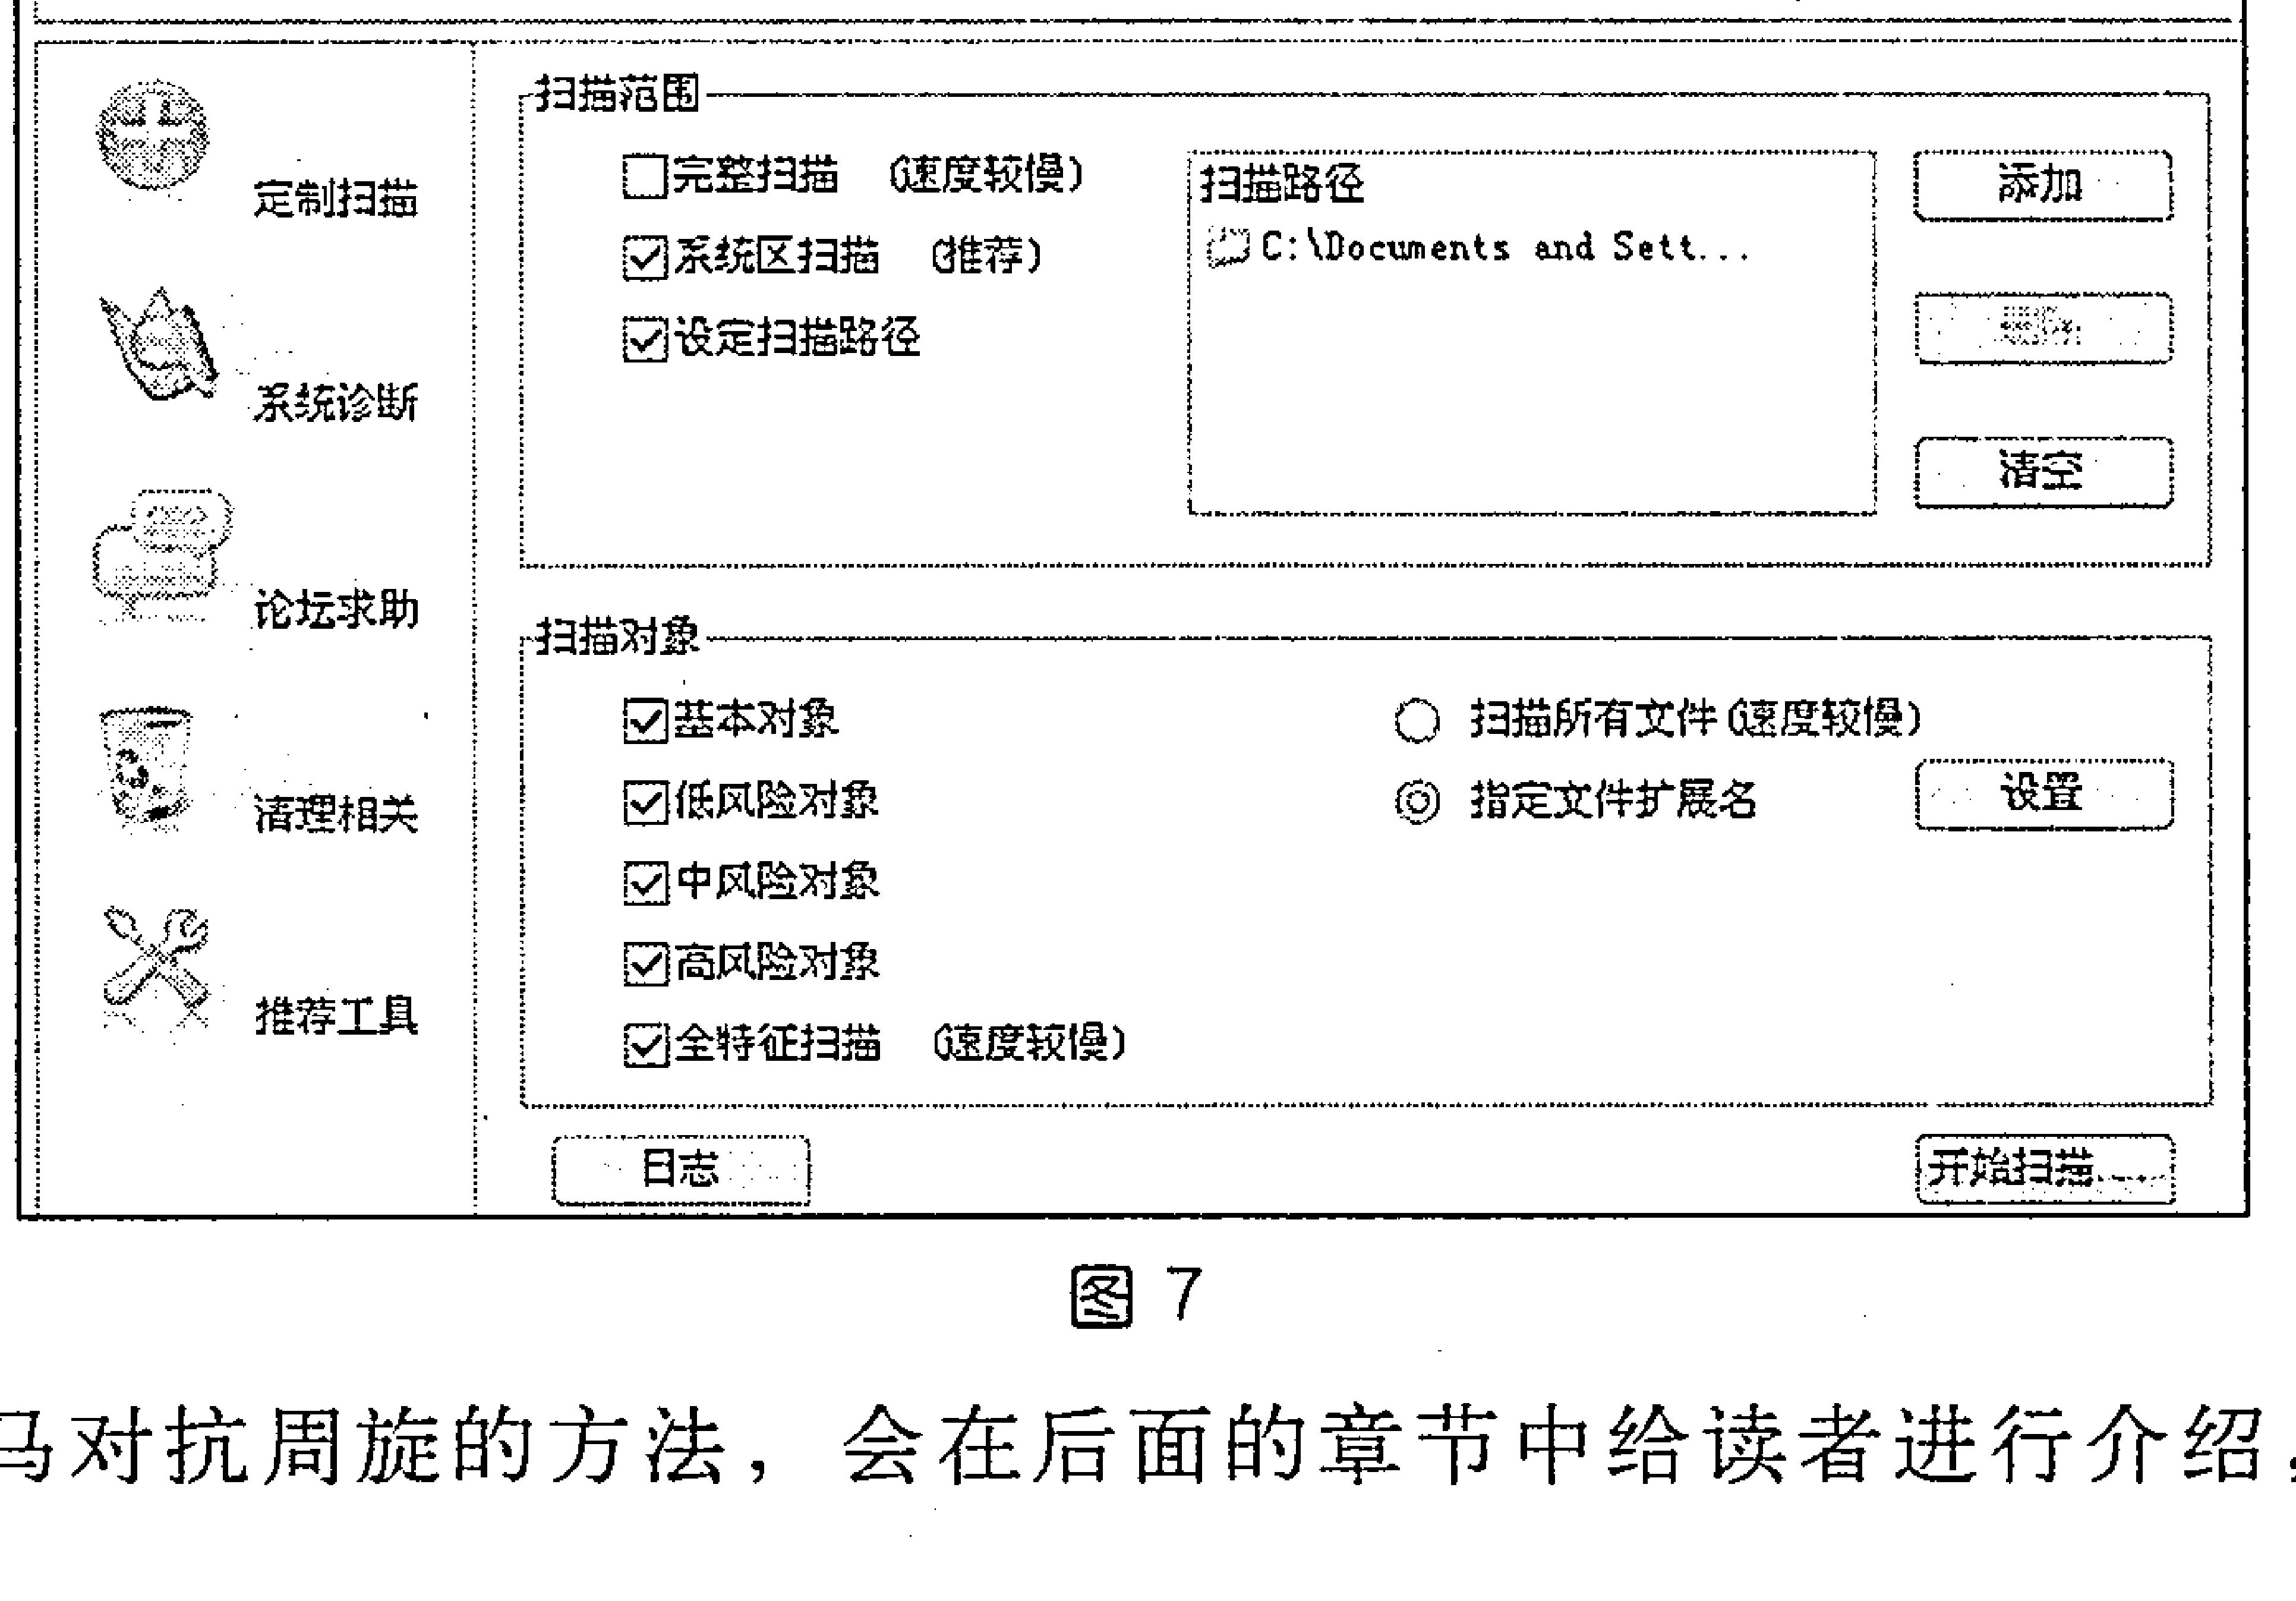 定制扫描
系统诊断
论坛求助
清理相关
推荐工具
扫描范围
完整扫描 (速度较慢)
系统区扫描 (推荐)
设定扫描路径
扫描路径
C:\Documents and Sett...
添加
删除
清空
扫描对象
基本对象
低风险对象
中风险对象
高风险对象
全特征扫描 (速度较慢)
扫描所有文件(速度较慢)
指定文件扩展名
设置
日志
开始扫描......
图 7
马对抗周旋的方法，会在后面的章节中给读者进行介绍，